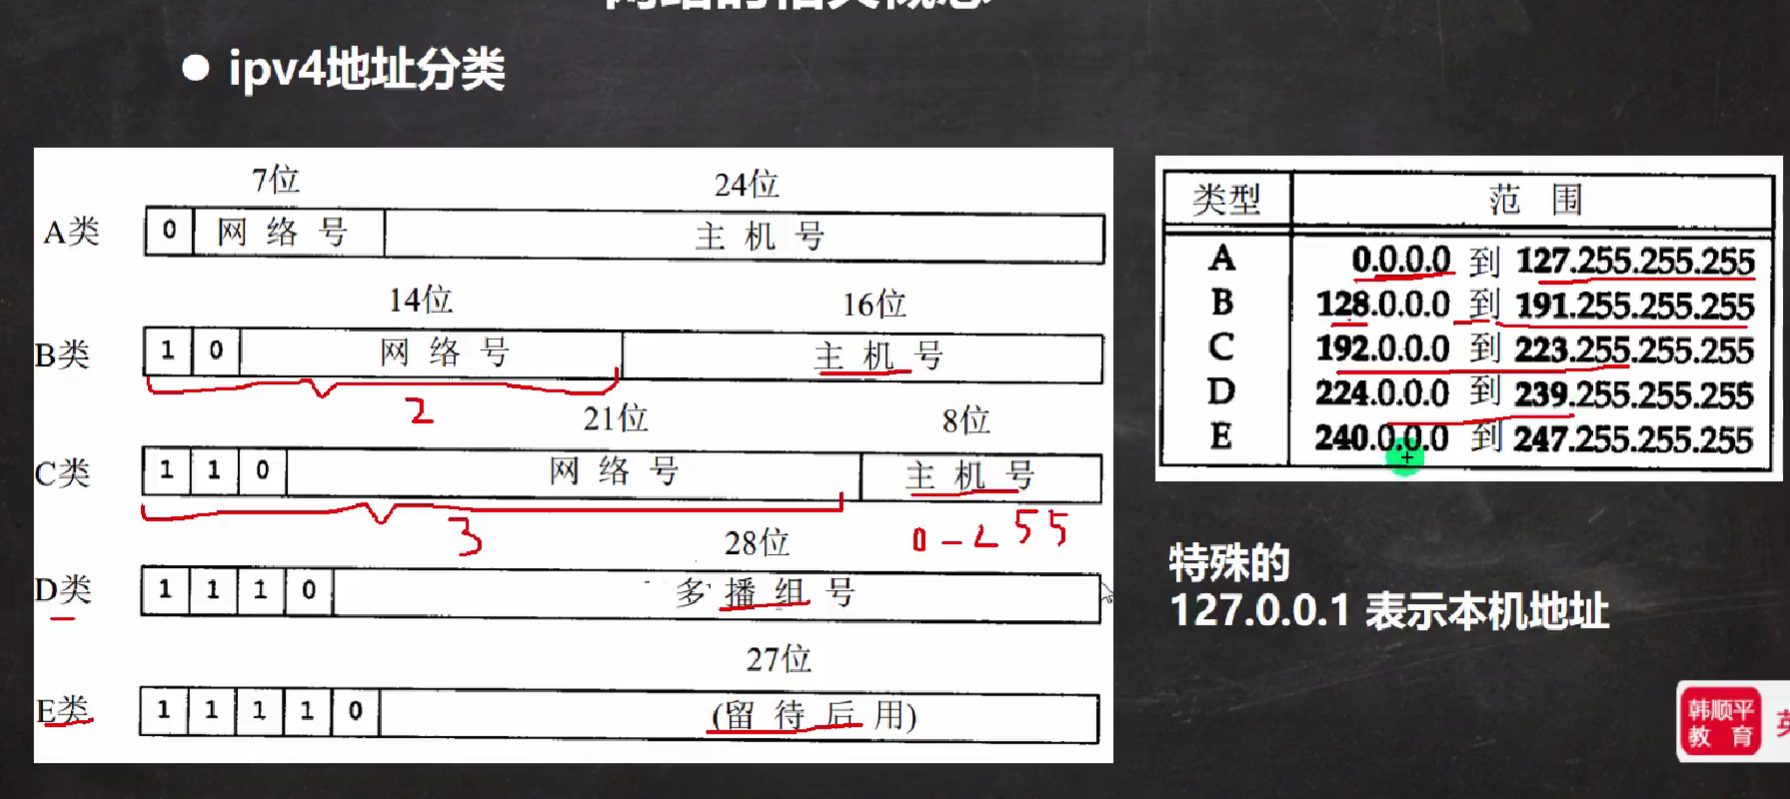 网络的相关概念
ipv4地址分类
7位 24位
A类 0 网络号 主机号
14位 16位
B类 1 0 网络号 主机号
2
21位 8位
C类 1 1 0 网络号 主机号
3 0-255
28位
D类 1 1 1 0 多播组号
27位
E类 1 1 1 1 0 (留待后用)
类型 范围
A 0.0.0.0 到 127.255.255.255
B 128.0.0.0 到 191.255.255.255
C 192.0.0.0 到 223.255.255.255
D 224.0.0.0 到 239.255.255.255
E 240.0.0.0 到 247.255.255.255
特殊的
127.0.0.1 表示本机地址
韩顺平
教育